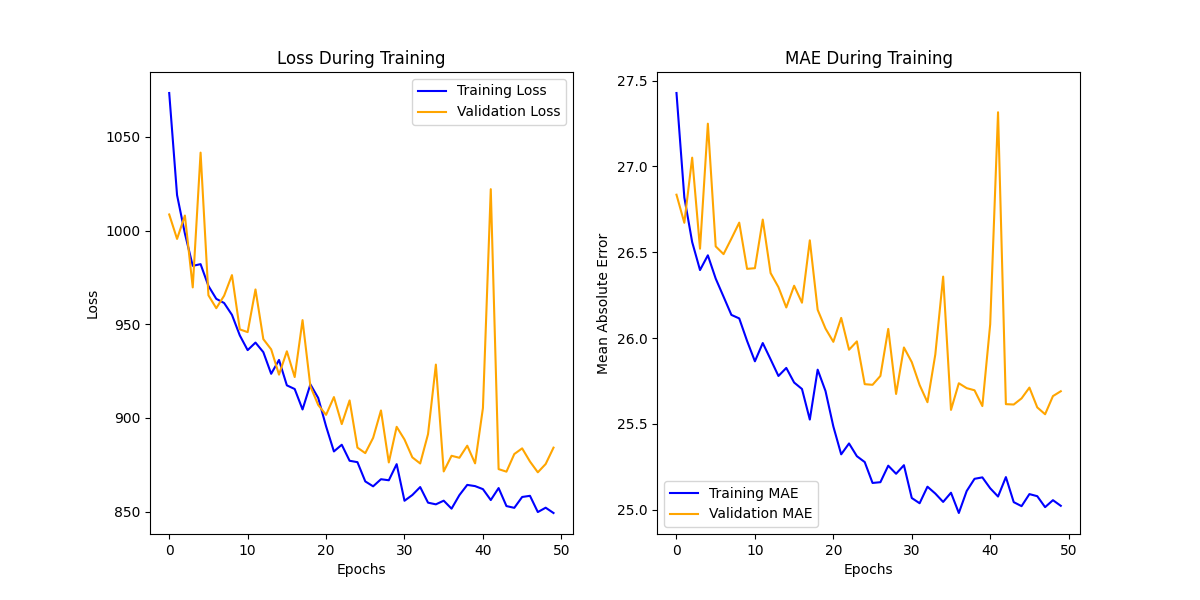 Loss During Training
1050
1000
950
900
850
Loss
0 10 20 30 40 50
Epochs
Training Loss
Validation Loss
MAE During Training
27.5
27.0
26.5
26.0
25.5
25.0
Mean Absolute Error
0 10 20 30 40 50
Epochs
Training MAE
Validation MAE